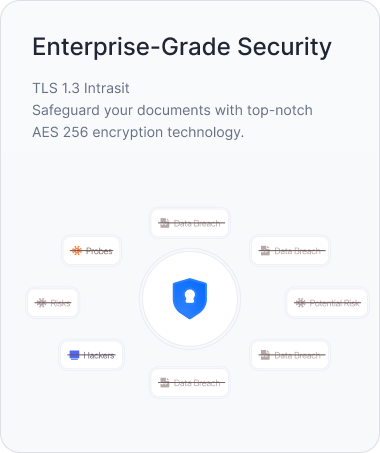 Enterprise-Grade Security
TLS 1.3 Intrasit
Safeguard your documents with top-notch
AES 256 encryption technology.
Data Breach
Probes
Data Breach
Risks
Potential Risk
Hackers
Data Breach
Data Breach